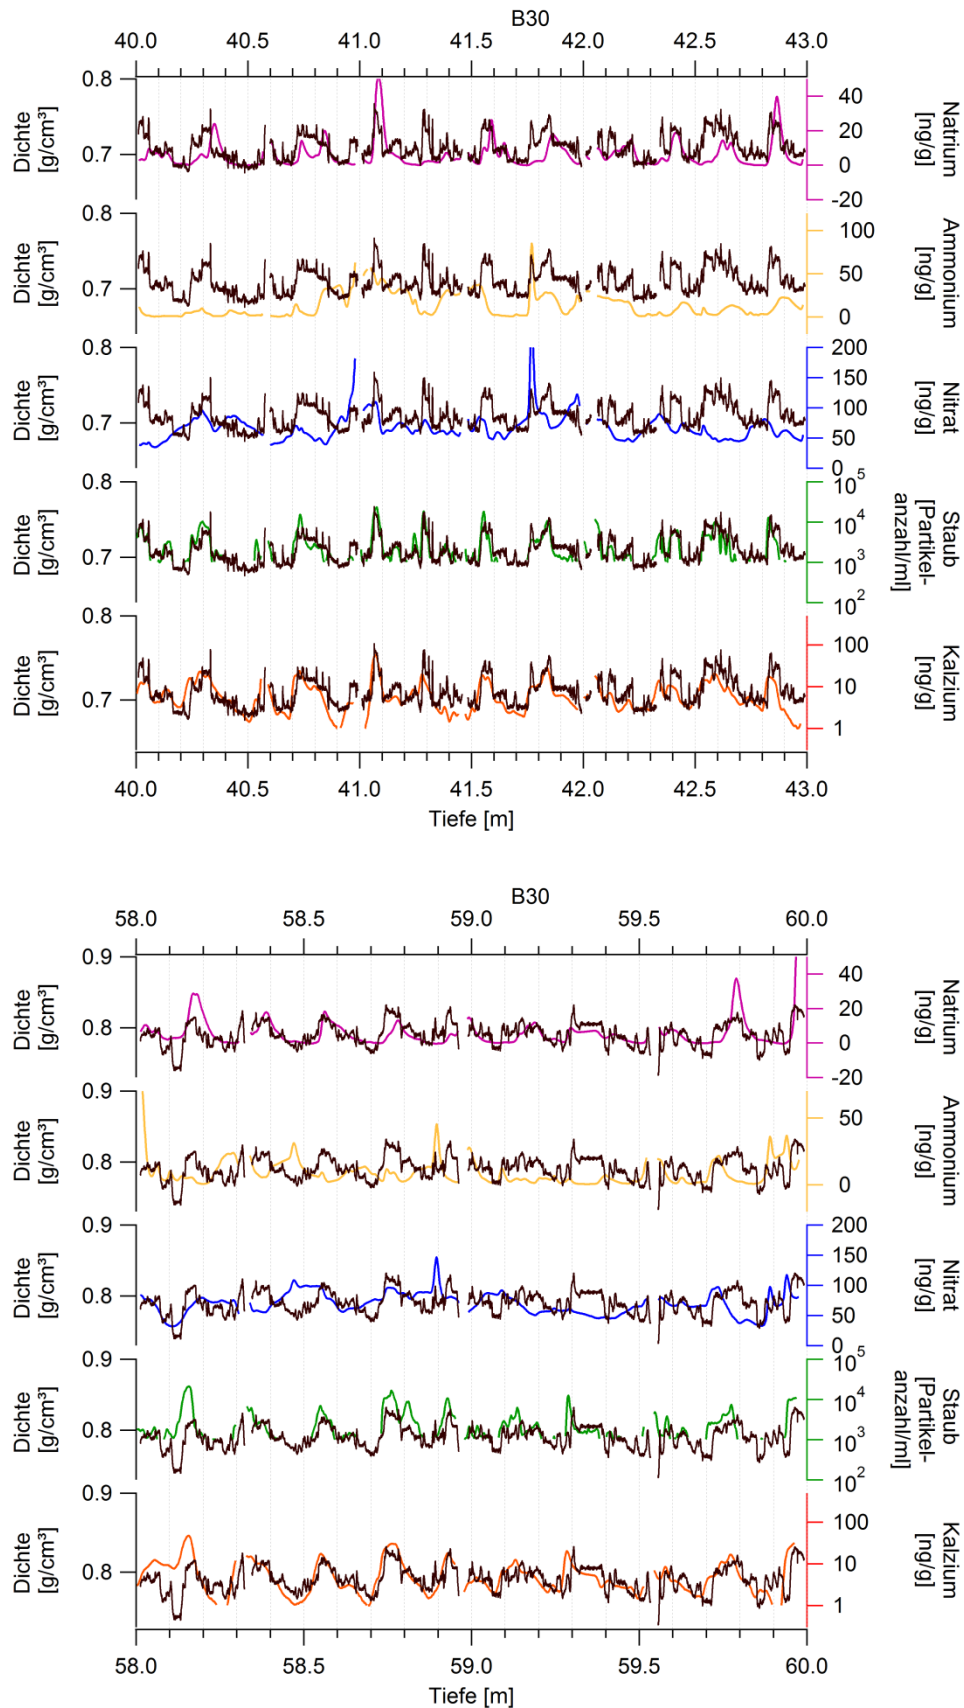 B30
40.0 40.5 41.0 41.5 42.0 42.5 43.0
0.8
0.7
Dichte
[g/cm³]
40
20
0
-20
Natrium
[ng/g]
0.8
0.7
Dichte
[g/cm³]
100
50
0
Ammonium
[ng/g]
0.8
0.7
Dichte
[g/cm³]
200
150
100
50
0
Nitrat
[ng/g]
0.8
0.7
Dichte
[g/cm³]
10^5
10^4
10^3
10^2
Staub
[Partikel-
anzahl/ml]
0.8
0.7
Dichte
[g/cm³]
100
10
1
Kalzium
[ng/g]
40.0 40.5 41.0 41.5 42.0 42.5 43.0
Tiefe [m]
B30
58.0 58.5 59.0 59.5 60.0
0.9
0.8
Dichte
[g/cm³]
40
20
0
-20
Natrium
[ng/g]
0.9
0.8
Dichte
[g/cm³]
50
0
Ammonium
[ng/g]
0.9
0.8
Dichte
[g/cm³]
200
150
100
50
0
Nitrat
[ng/g]
0.9
0.8
Dichte
[g/cm³]
10^5
10^4
10^3
10^2
Staub
[Partikel-
anzahl/ml]
0.9
0.8
Dichte
[g/cm³]
100
10
1
Kalzium
[ng/g]
58.0 58.5 59.0 59.5 60.0
Tiefe [m]